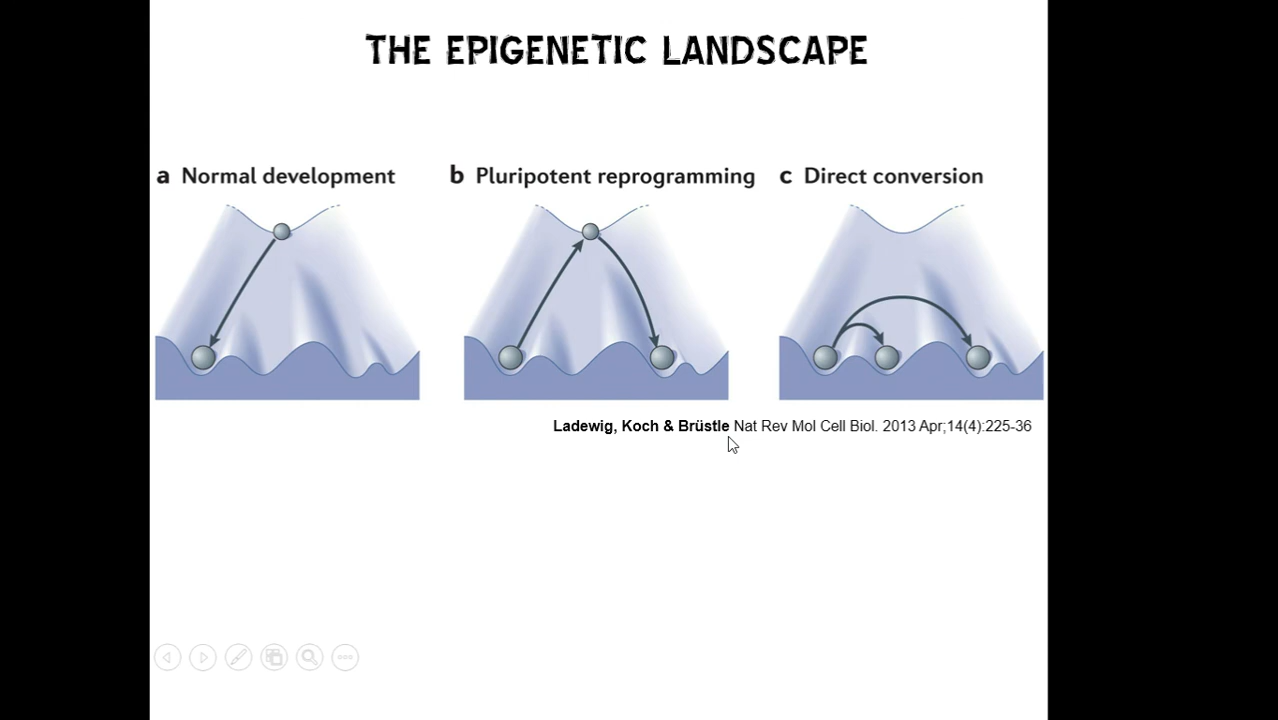 THE EPIGENETIC LANDSCAPE
a Normal development
b Pluripotent reprogramming
c Direct conversion
Ladewig, Koch & Brüstle Nat Rev Mol Cell Biol. 2013 Apr;14(4):225-36